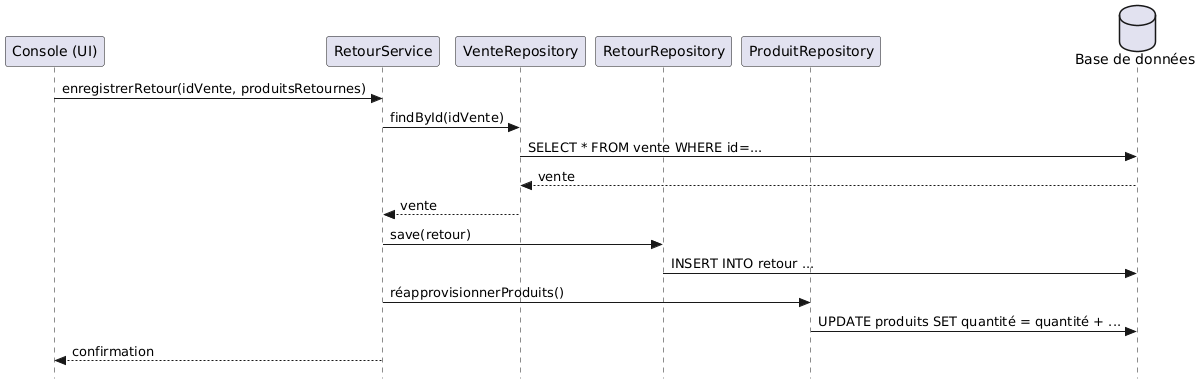 Console (UI)
RetourService
VenteRepository
RetourRepository
ProduitRepository
Base de données
enregistrerRetour(idVente, produitsRetournes)
findById(idVente)
SELECT * FROM vente WHERE id=...
vente
vente
save(retour)
INSERT INTO retour ...
réapprovisionnerProduits()
UPDATE produits SET quantité = quantité + ...
confirmation